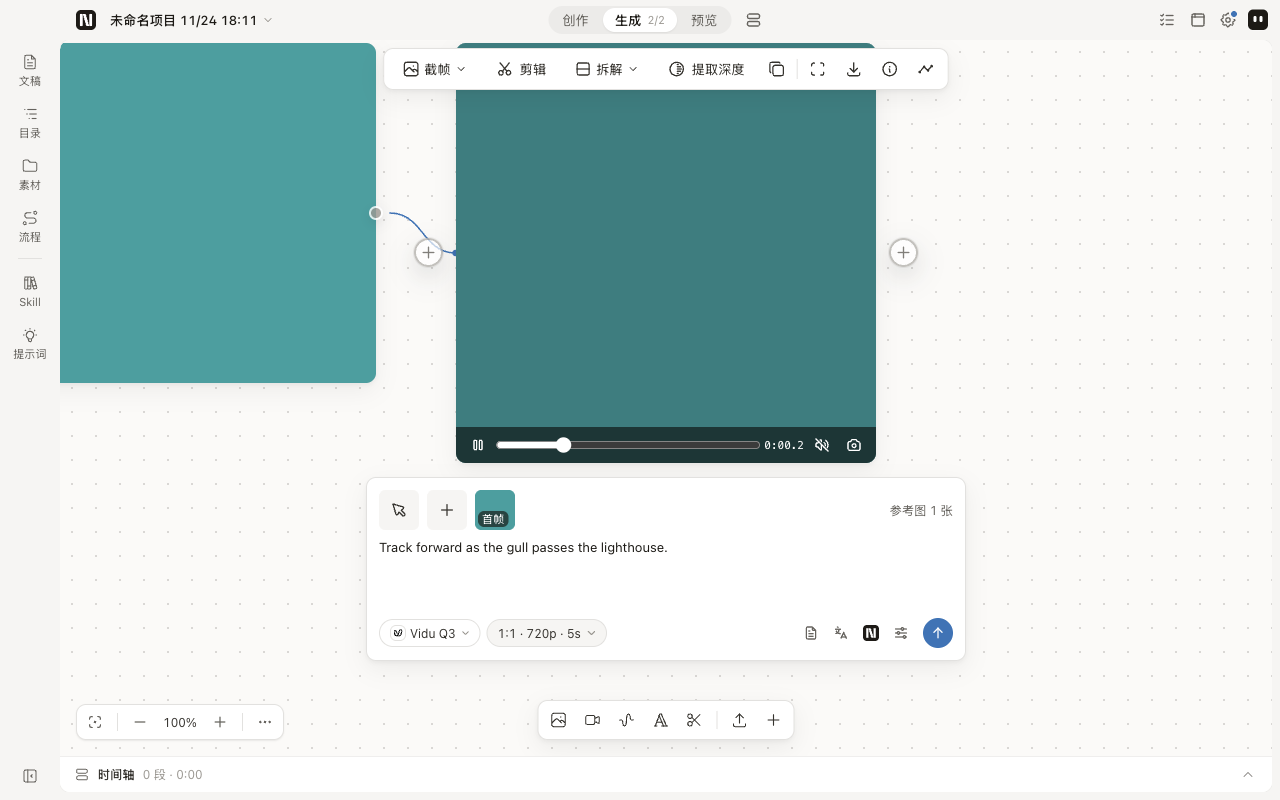 未命名项目 11/24 18:11
创作
生成 2/2
预览
文稿
目录
素材
流程
Skill
提示词
截帧
剪辑
拆解
提取深度
0:00.2
首帧
参考图 1 张
Track forward as the gull passes the lighthouse.
Vidu Q3
1:1 · 720p · 5s
100%
时间轴 0 段 · 0:00